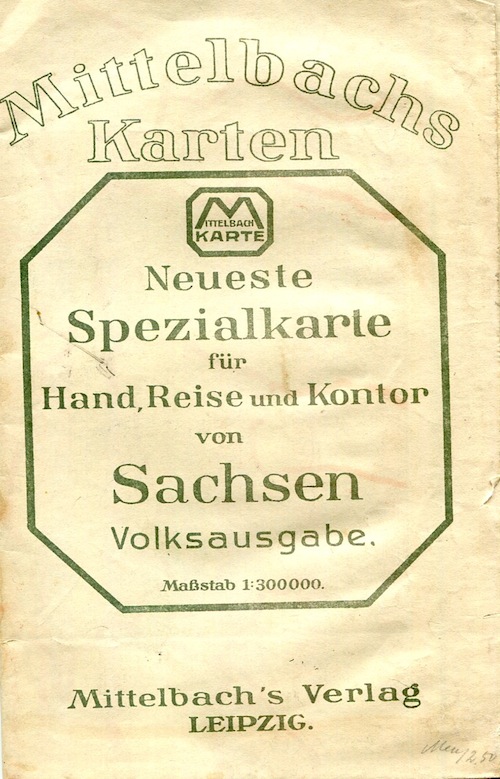 Mittelbachs
Karten
MITTELBACH
KARTE
Neueste
Spezialkarte
für
Hand, Reise und Kontor
von
Sachsen
Volksausgabe.
Maßstab 1:300000.
Mittelbach's Verlag
LEIPZIG.